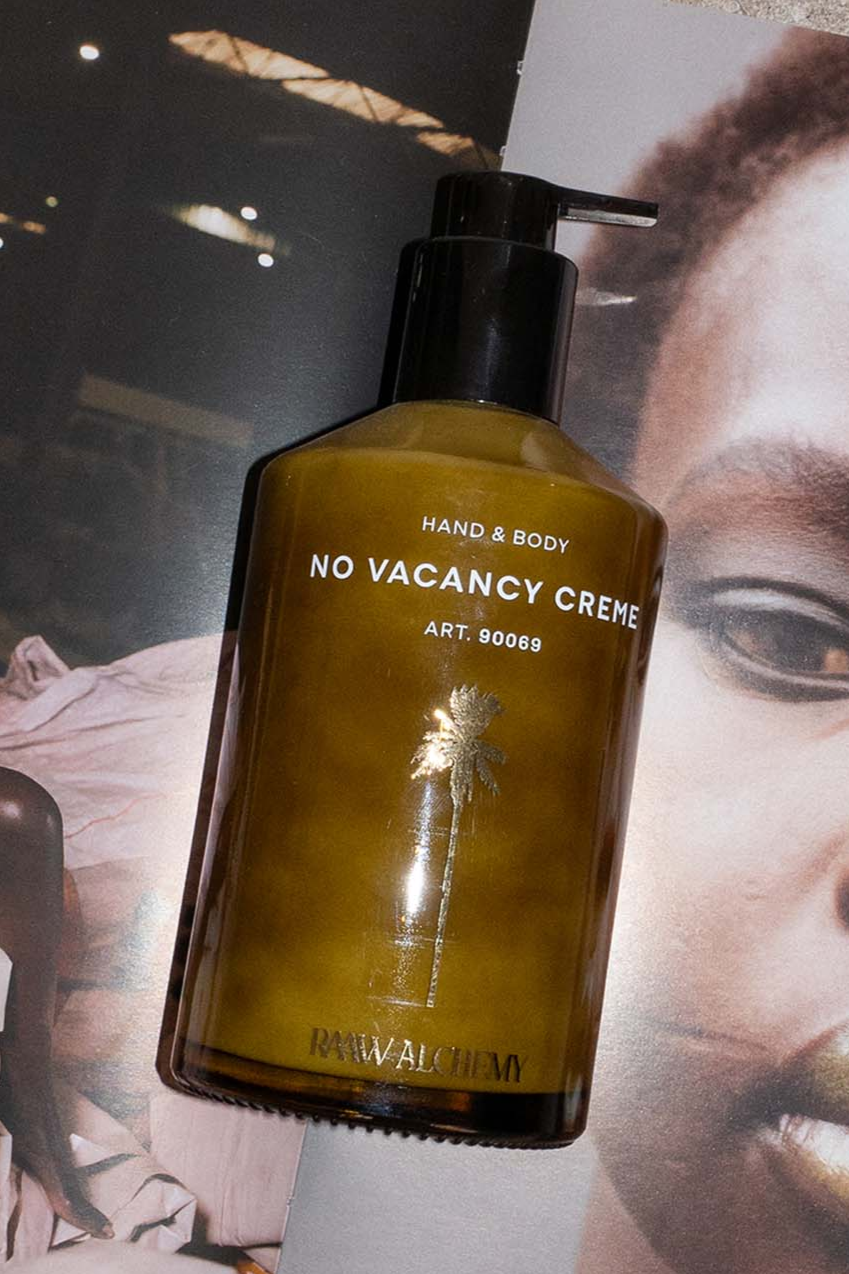 HAND & BODY
NO VACANCY CREME
ART. 90069
RAAW ALCHEMY